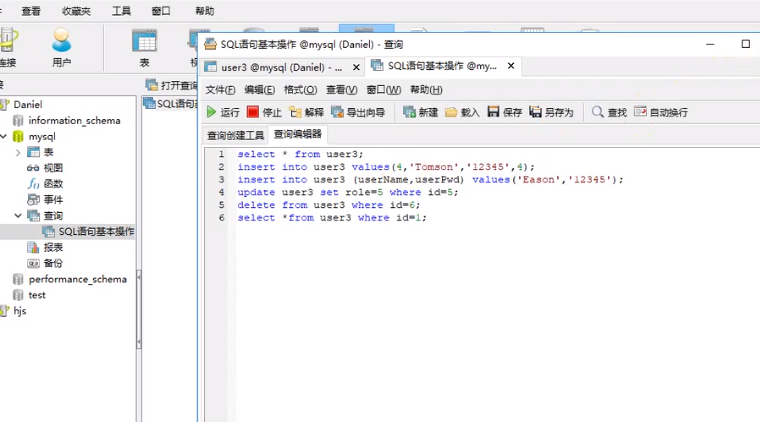 查看 收藏夹 工具 窗口 帮助
连接 用户 表
SQL语句基本操作 @mysql (Daniel) - 查询
user3 @mysql (Daniel) - ...
SQL语句基本操作 @my...
打开查询
文件(F) 编辑(E) 格式(O) 查看(V) 窗口(W) 帮助(H)
运行 停止 解释 导出向导 新建 载入 保存 另存为 查找 自动换行
查询创建工具 查询编辑器
Daniel
information_schema
mysql
表
视图
函数
事件
查询
SQL语句基本操作
报表
备份
performance_schema
test
hjs
SQL语句
1 select * from user3;
2 insert into user3 values(4,'Tomson','12345',4);
3 insert into user3 (userName,userPwd) values('Eason','12345');
4 update user3 set role=5 where id=5;
5 delete from user3 where id=6;
6 select *from user3 where id=1;